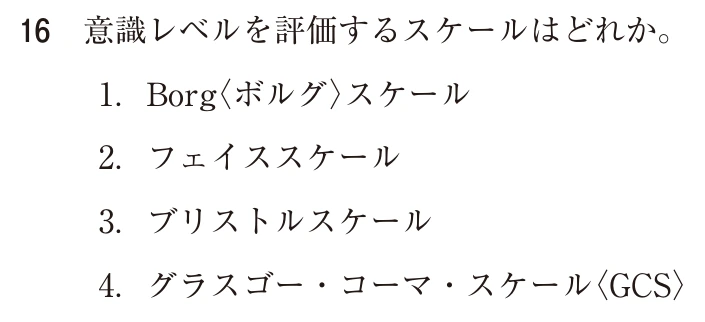 16 意識レベルを評価するスケールはどれか。
1. Borg〈ボルグ〉スケール
2. フェイススケール
3. ブリストルスケール
4. グラスゴー・コーマ・スケール〈GCS〉